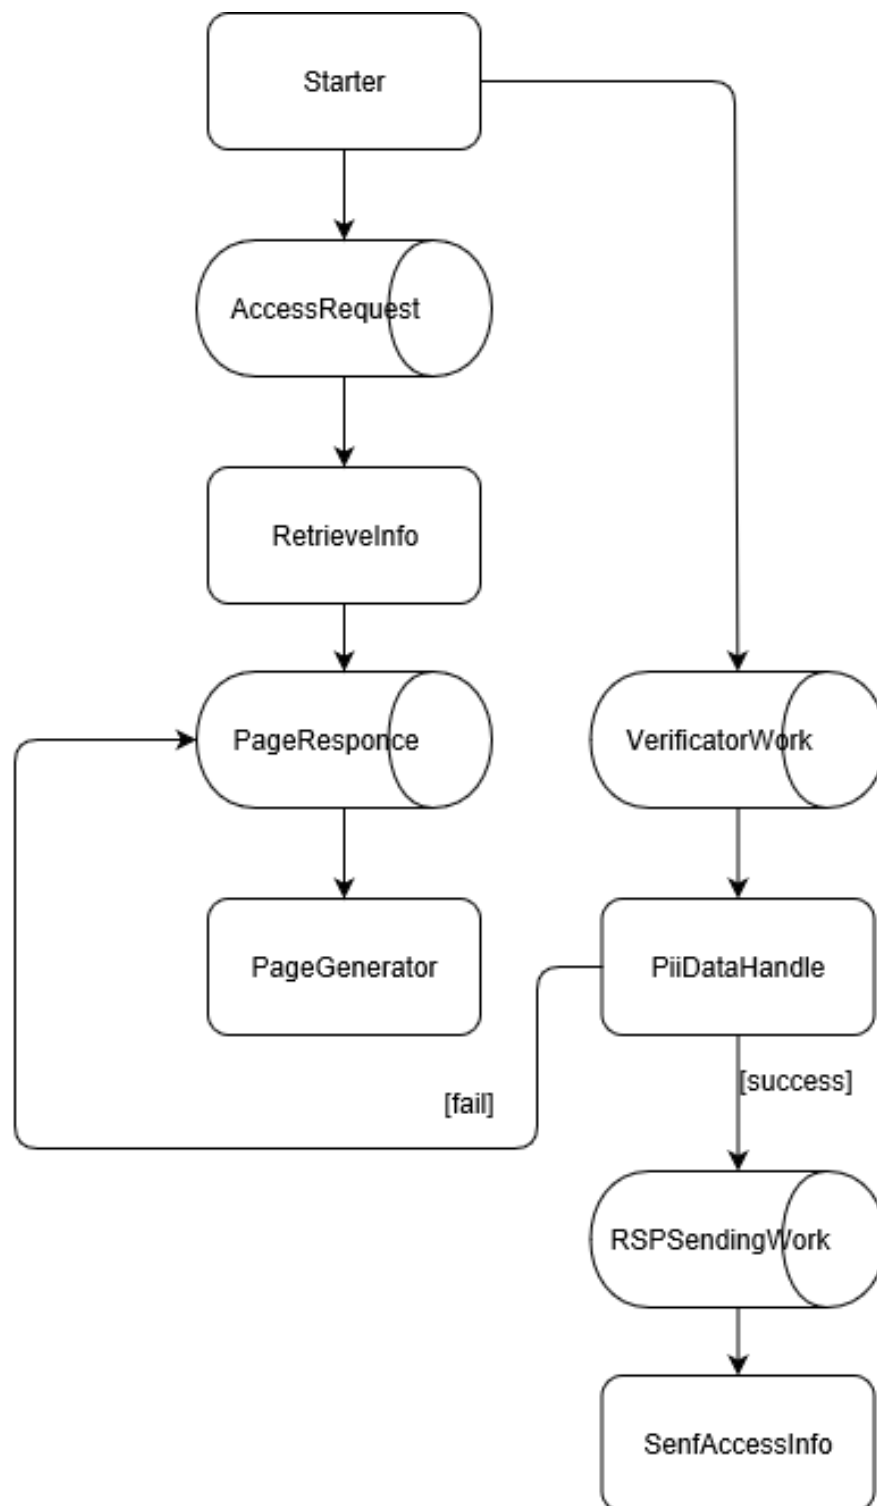 Starter
AccessRequest
RetrieveInfo
PageResponce
VerificatorWork
PageGenerator
PiiDataHandle
[success]
[fail]
RSPSendingWork
SenfAccessInfo